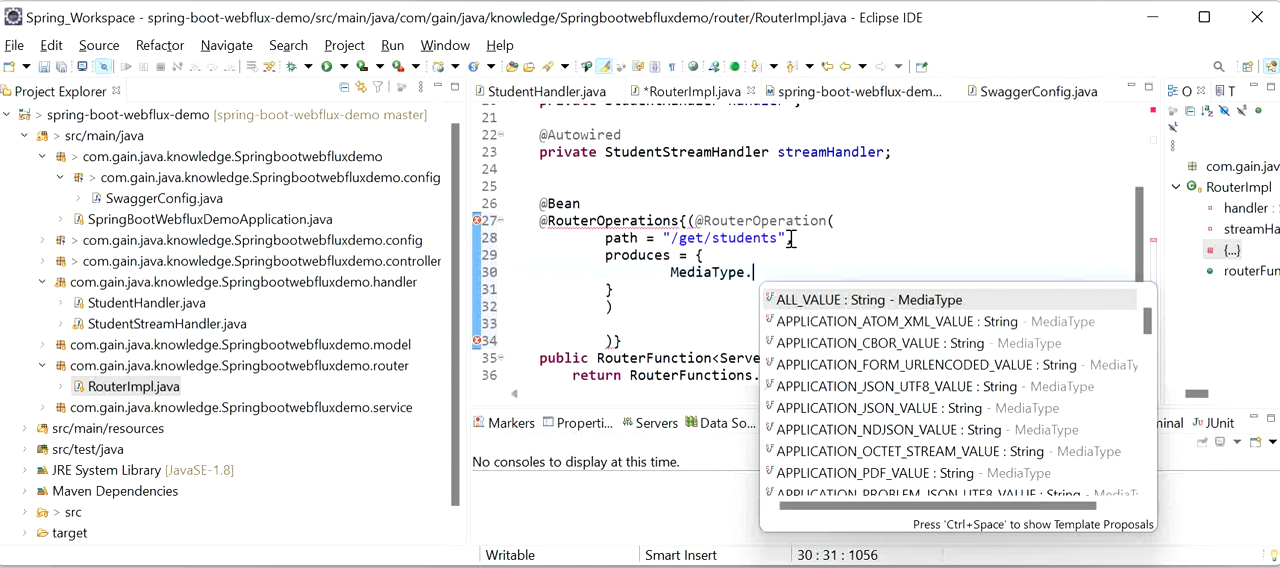 Spring_Workspace - spring-boot-webflux-demo/src/main/java/com/gain/java/knowledge/Springbootwebfluxdemo/router/RouterImpl.java - Eclipse IDE
File Edit Source Refactor Navigate Search Project Run Window Help
Project Explorer
spring-boot-webflux-demo [spring-boot-webflux-demo master]
> src/main/java
> com.gain.java.knowledge.Springbootwebfluxdemo
> com.gain.java.knowledge.Springbootwebfluxdemo.config
SwaggerConfig.java
SpringBootWebfluxDemoApplication.java
> com.gain.java.knowledge.Springbootwebfluxdemo.config
> com.gain.java.knowledge.Springbootwebfluxdemo.controller
com.gain.java.knowledge.Springbootwebfluxdemo.handler
StudentHandler.java
StudentStreamHandler.java
com.gain.java.knowledge.Springbootwebfluxdemo.model
com.gain.java.knowledge.Springbootwebfluxdemo.router
RouterImpl.java
com.gain.java.knowledge.Springbootwebfluxdemo.service
src/main/resources
src/test/java
JRE System Library [JavaSE-1.8]
Maven Dependencies
> src
target
StudentHandler.java *RouterImpl.java spring-boot-webflux-dem... SwaggerConfig.java
21
22 @Autowired
23 private StudentStreamHandler streamHandler;
24
25
26 @Bean
27 @RouterOperations{(@RouterOperation(
28 path = "/get/students",
29 produces = {
30 MediaType.
31 }
32 )
33
34 )}
35 public RouterFunction<Serve
36 return RouterFunctions.
ALL_VALUE : String - MediaType
APPLICATION_ATOM_XML_VALUE : String - MediaType
APPLICATION_CBOR_VALUE : String - MediaType
APPLICATION_FORM_URLENCODED_VALUE : String - MediaTy
APPLICATION_JSON_UTF8_VALUE : String - MediaType
APPLICATION_JSON_VALUE : String - MediaType
APPLICATION_NDJSON_VALUE : String - MediaType
APPLICATION_OCTET_STREAM_VALUE : String - MediaType
APPLICATION_PDF_VALUE : String - MediaType
APPLICATION_PROBLEM_JSON_UTF8_VALUE : String - MediaT
Press 'Ctrl+Space' to show Template Proposals
O T
com.gain.jav
RouterImpl
handler :
streamHa
{...}
routerFun
Markers Properti... Servers Data So... minal JUnit
No consoles to display at this time.
Writable Smart Insert 30 : 31 : 1056